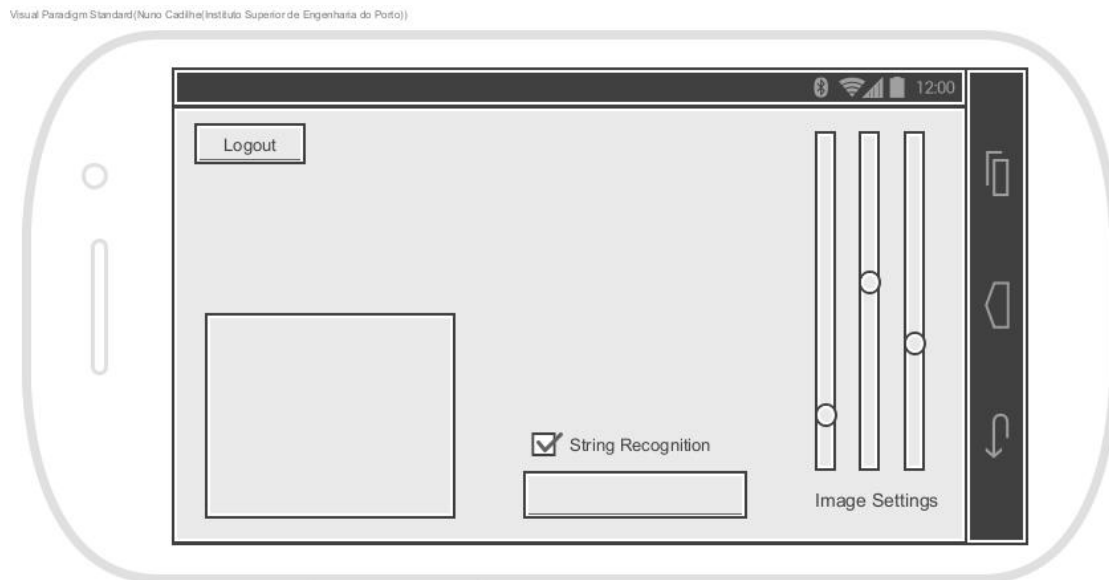 Visual Paradigm Standard(Nuno Cadilhe(Instituto Superior de Engenharia do Porto))
12:00
Logout
String Recognition
Image Settings